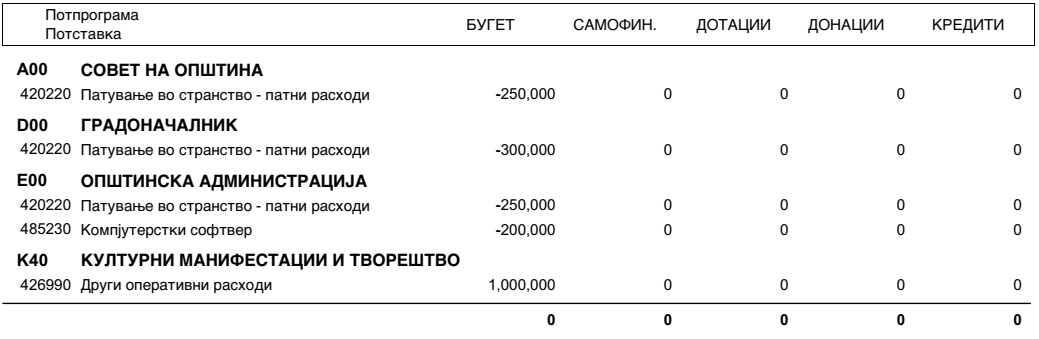 Потпрограма БУГЕТ САМОФИН. ДОТАЦИИ ДОНАЦИИ КРЕДИТИ
Потставка
A00 СОВЕТ НА ОПШТИНА
420220 Патување во странство - патни расходи -250,000 0 0 0 0
D00 ГРАДОНАЧАЛНИК
420220 Патување во странство - патни расходи -300,000 0 0 0 0
E00 ОПШТИНСКА АДМИНИСТРАЦИЈА
420220 Патување во странство - патни расходи -250,000 0 0 0 0
485230 Компјутерстки софтвер -200,000 0 0 0 0
K40 КУЛТУРНИ МАНИФЕСТАЦИИ И ТВОРЕШТВО
426990 Други оперативни расходи 1,000,000 0 0 0 0
0 0 0 0 0